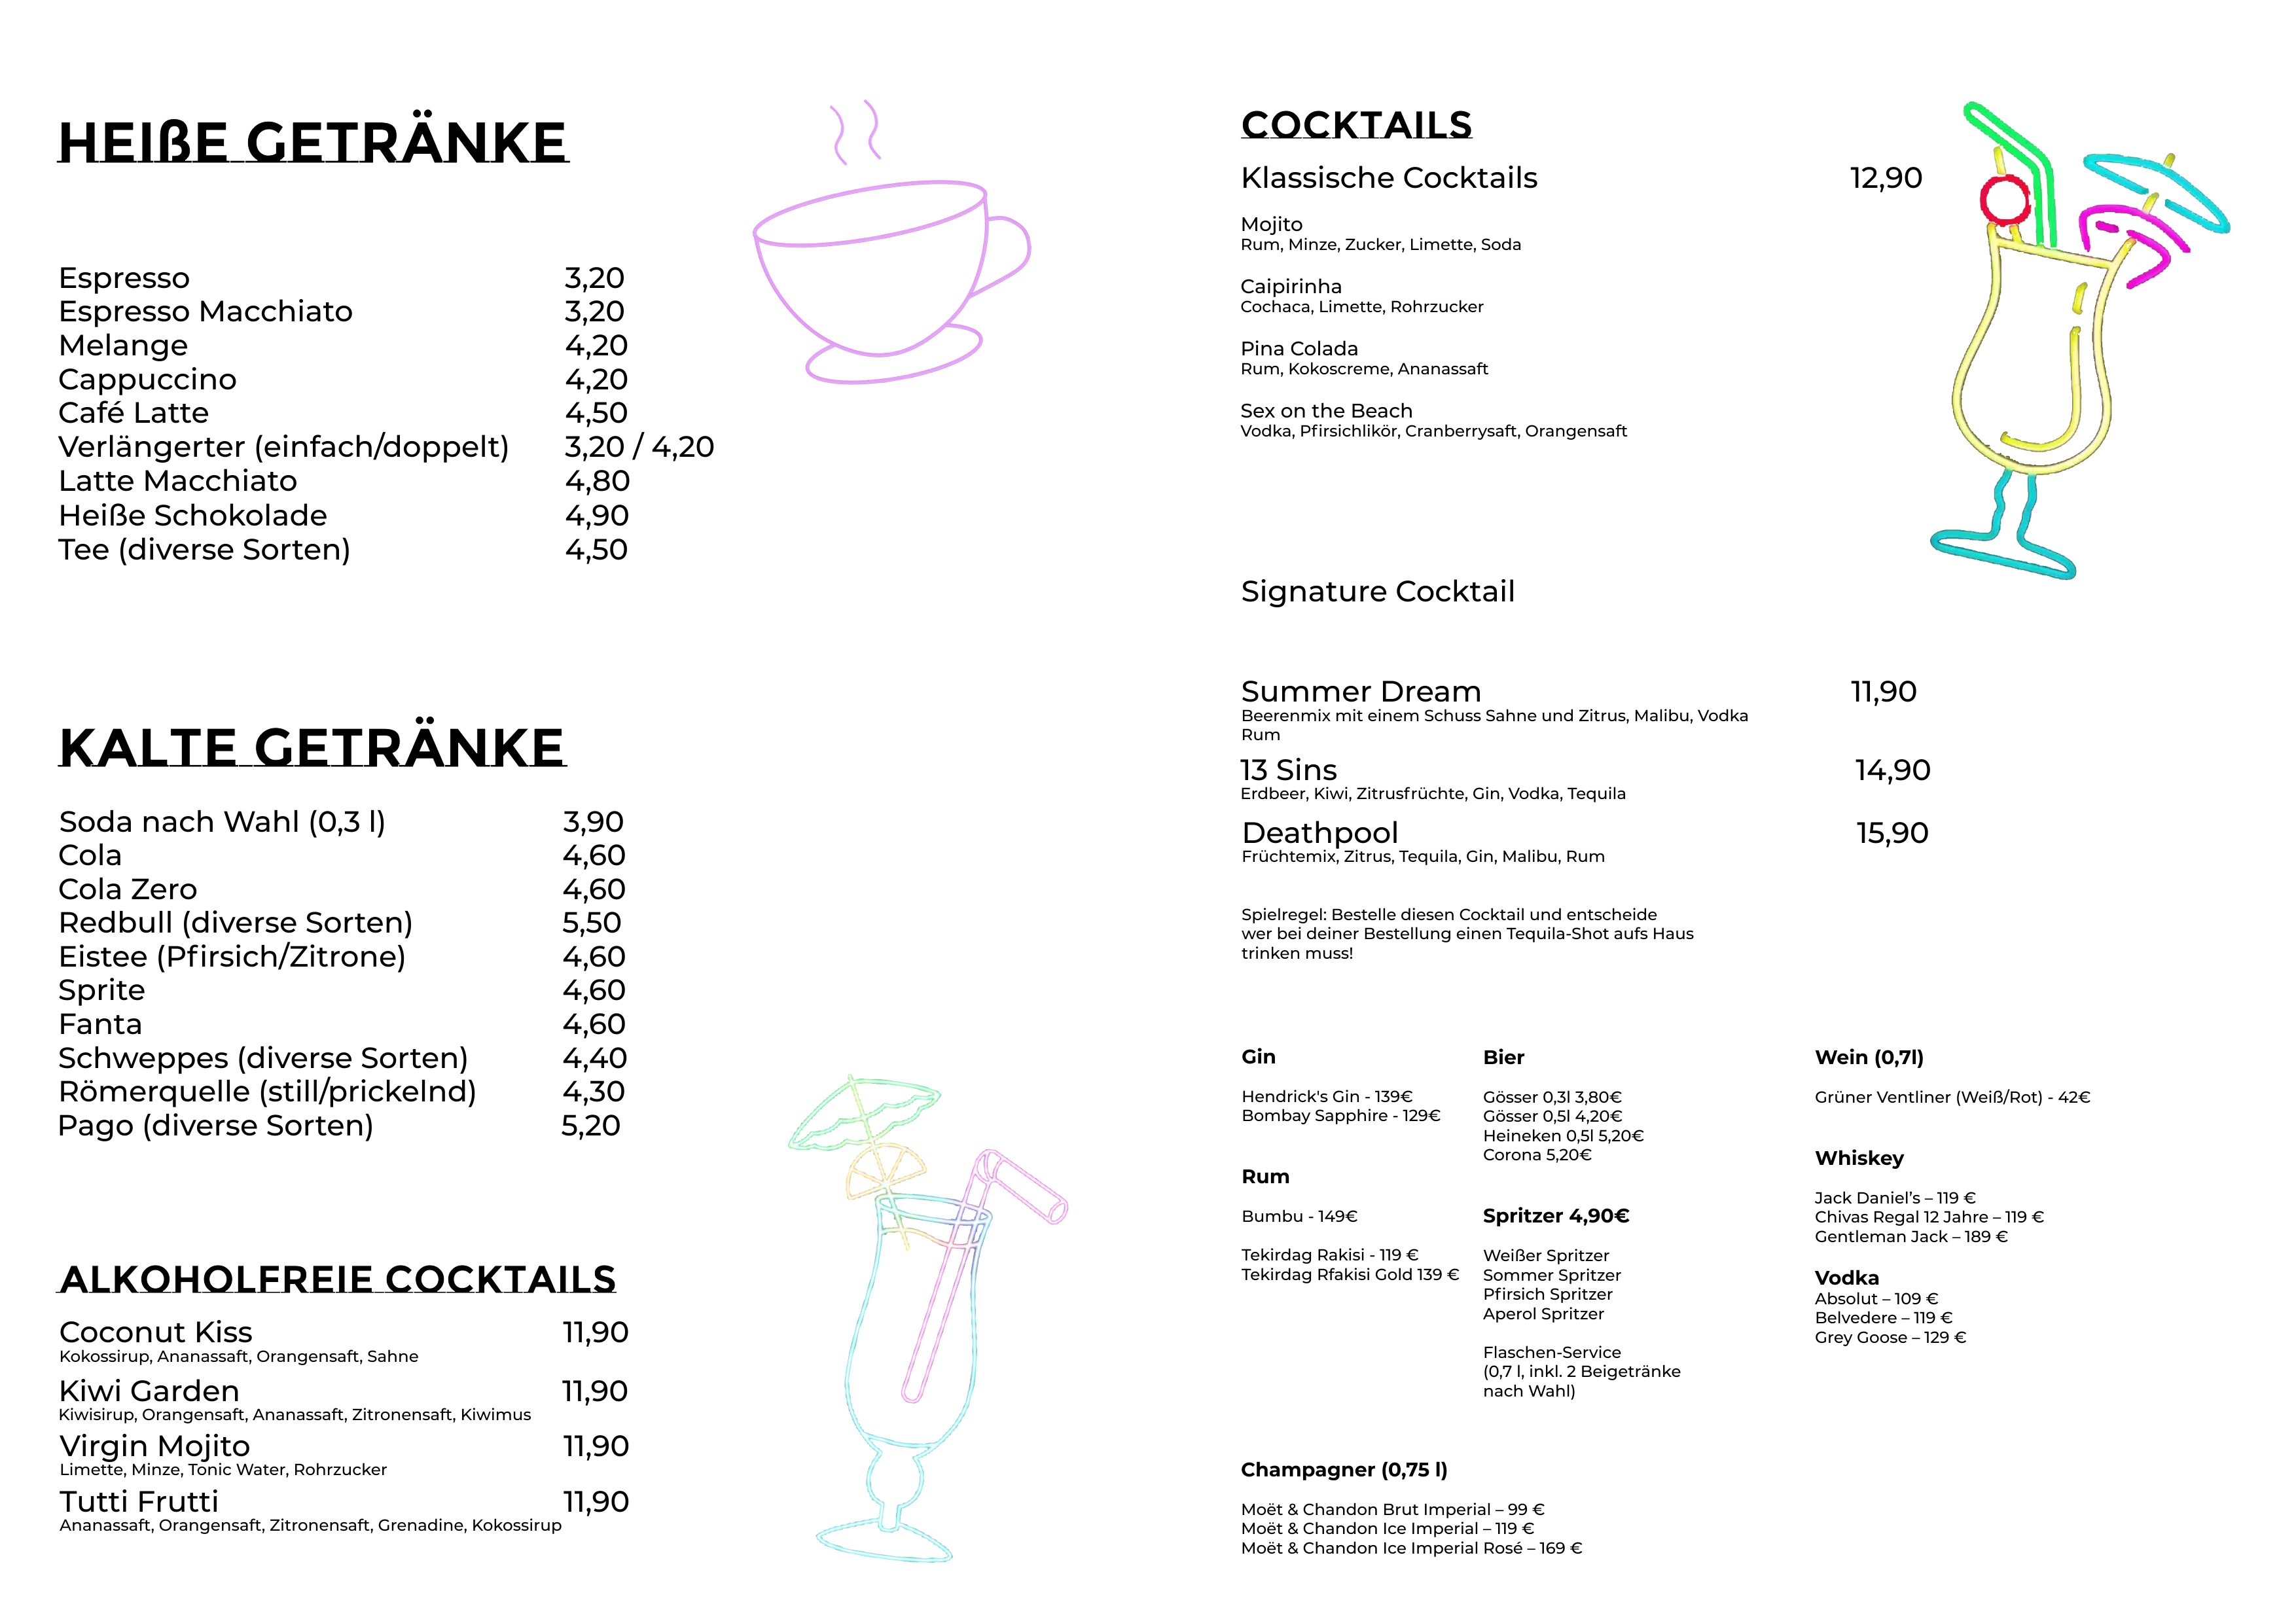 HEIßE GETRÄNKE
Espresso 3,20
Espresso Macchiato 3,20
Melange 4,20
Cappuccino 4,20
Café Latte 4,50
Verlängerter (einfach/doppelt) 3,20 / 4,20
Latte Macchiato 4,80
Heiße Schokolade 4,90
Tee (diverse Sorten) 4,50
KALTE GETRÄNKE
Soda nach Wahl (0,3 l) 3,90
Cola 4,60
Cola Zero 4,60
Redbull (diverse Sorten) 5,50
Eistee (Pfirsich/Zitrone) 4,60
Sprite 4,60
Fanta 4,60
Schweppes (diverse Sorten) 4,40
Römerquelle (still/prickelnd) 4,30
Pago (diverse Sorten) 5,20
ALKOHOLFREIE COCKTAILS
Coconut Kiss 11,90
Kokossirup, Ananassaft, Orangensaft, Sahne
Kiwi Garden 11,90
Kiwisirup, Orangensaft, Ananassaft, Zitronensaft, Kiwimus
Virgin Mojito 11,90
Limette, Minze, Tonic Water, Rohrzucker
Tutti Frutti 11,90
Ananassaft, Orangensaft, Zitronensaft, Grenadine, Kokossirup
COCKTAILS
Klassische Cocktails 12,90
Mojito
Rum, Minze, Zucker, Limette, Soda
Caipirinha
Cochaca, Limette, Rohrzucker
Pina Colada
Rum, Kokoscreme, Ananassaft
Sex on the Beach
Vodka, Pfirsichlikör, Cranberrysaft, Orangensaft
Signature Cocktail
Summer Dream 11,90
Beerenmix mit einem Schuss Sahne und Zitrus, Malibu, Vodka
Rum
13 Sins 14,90
Erdbeer, Kiwi, Zitrusfrüchte, Gin, Vodka, Tequila
Deathpool 15,90
Früchtemix, Zitrus, Tequila, Gin, Malibu, Rum
Spielregel: Bestelle diesen Cocktail und entscheide
wer bei deiner Bestellung einen Tequila-Shot aufs Haus
trinken muss!
Gin
Hendrick's Gin - 139€
Bombay Sapphire - 129€
Rum
Bumbu - 149€
Tekirdag Rakisi - 119 €
Tekirdag Rfakisi Gold 139 €
Bier
Gösser 0,3l 3,80€
Gösser 0,5l 4,20€
Heineken 0,5l 5,20€
Corona 5,20€
Spritzer 4,90€
Weißer Spritzer
Sommer Spritzer
Pfirsich Spritzer
Aperol Spritzer
Flaschen-Service
(0,7 l, inkl. 2 Beigetränke
nach Wahl)
Wein (0,7l)
Grüner Ventliner (Weiß/Rot) - 42€
Whiskey
Jack Daniel’s – 119 €
Chivas Regal 12 Jahre – 119 €
Gentleman Jack – 189 €
Vodka
Absolut – 109 €
Belvedere – 119 €
Grey Goose – 129 €
Champagner (0,75 l)
Moët & Chandon Brut Imperial – 99 €
Moët & Chandon Ice Imperial – 119 €
Moët & Chandon Ice Imperial Rosé – 169 €